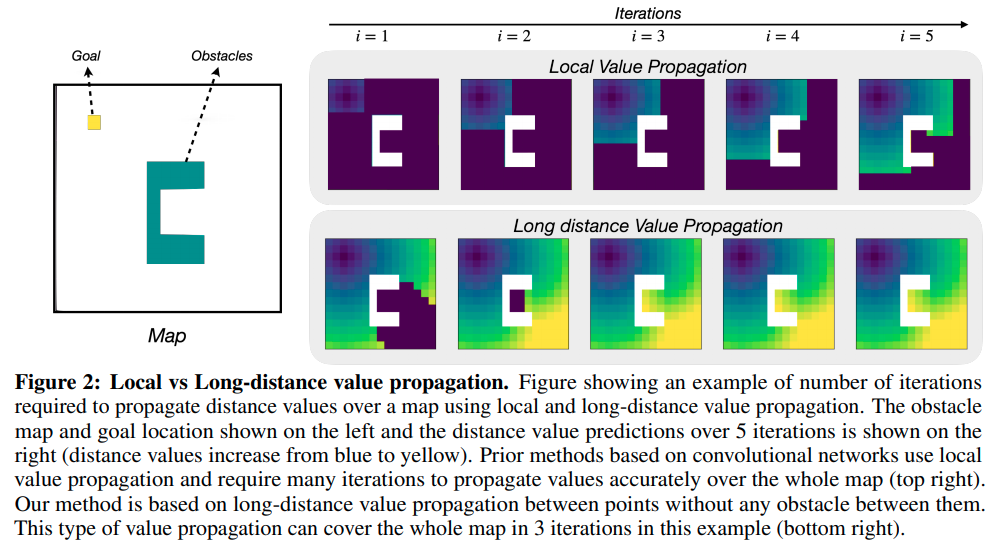 Iterations
i = 1
i = 2
i = 3
i = 4
i = 5
Goal
Obstacles
Local Value Propagation
Long distance Value Propagation
Map
Figure 2: Local vs Long-distance value propagation. Figure showing an example of number of iterations
required to propagate distance values over a map using local and long-distance value propagation. The obstacle
map and goal location shown on the left and the distance value predictions over 5 iterations is shown on the
right (distance values increase from blue to yellow). Prior methods based on convolutional networks use local
value propagation and require many iterations to propagate values accurately over the whole map (top right).
Our method is based on long-distance value propagation between points without any obstacle between them.
This type of value propagation can cover the whole map in 3 iterations in this example (bottom right).